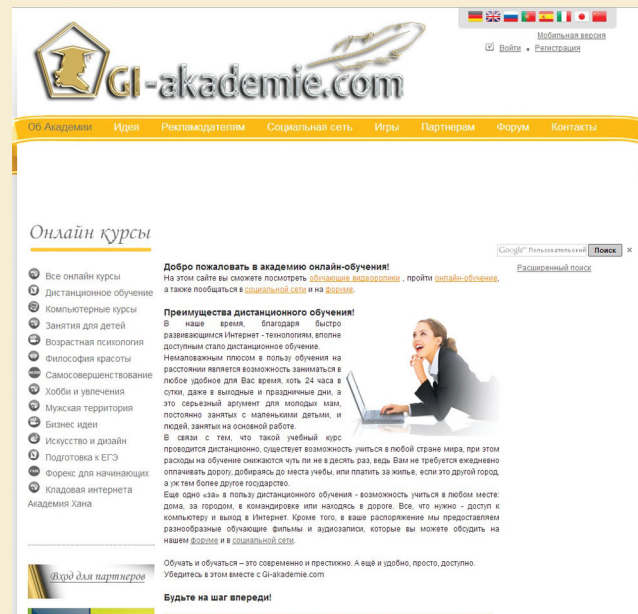 Мобильная версия
Войти Регистрация
GI-akademie.com
Об Академии Идея Рекламодателям Социальная сеть Игры Партнерам Форум Контакты
Онлайн курсы
Google™ Пользовательский Поиск ×
Расширенный поиск
Все онлайн курсы
Дистанционное обучение
Компьютерные курсы
Занятия для детей
Возрастная психология
Философия красоты
Самосовершенствование
Хобби и увлечения
Мужская территория
Бизнес идеи
Искусство и дизайн
Подготовка к ЕГЭ
Форекс для начинающих
Кладовая интернета
Академия Хана
Вход для партнеров
Добро пожаловать в академию онлайн-обучения!
На этом сайте вы сможете посмотреть обучающие видеоролики , пройти онлайн-обучение,
а также пообщаться в социальной сети и на форуме.
Преимущества дистанционного обучения!
В наше время, благодаря быстро
развивающимся Интернет - технологиям, вполне
доступным стало дистанционное обучение.
Немаловажным плюсом в пользу обучения на
расстоянии является возможность заниматься в
любое удобное для Вас время, хоть 24 часа в
сутки, даже в выходные и праздничные дни, а
это серьезный аргумент для молодых мам,
постоянно занятых с маленькими детьми, и
людей, занятых на основной работе.
В связи с тем, что такой учебный курс
проводится дистанционно, существует возможность учиться в любой стране мира, при этом
расходы на обучение снижаются чуть ли не в десять раз, ведь Вам не требуется ежедневно
оплачивать дорогу, добираясь до места учебы, или платить за жилье, если это другой город,
а уж тем более другое государство.
Еще одно «за» в пользу дистанционного обучения - возможность учиться в любом месте:
дома, за городом, в командировке или находясь в дороге. Все, что нужно - доступ к
компьютеру и выход в Интернет. Кроме того, в ваше распоряжение мы предоставляем
разнообразные обучающие фильмы и аудиозаписи, которые вы можете обсудить на
нашем форуме и в социальной сети.
Обучать и обучаться – это современно и престижно. А ещё и удобно, просто, доступно.
Убедитесь в этом вместе с Gi-akademie.com
Будьте на шаг впереди!